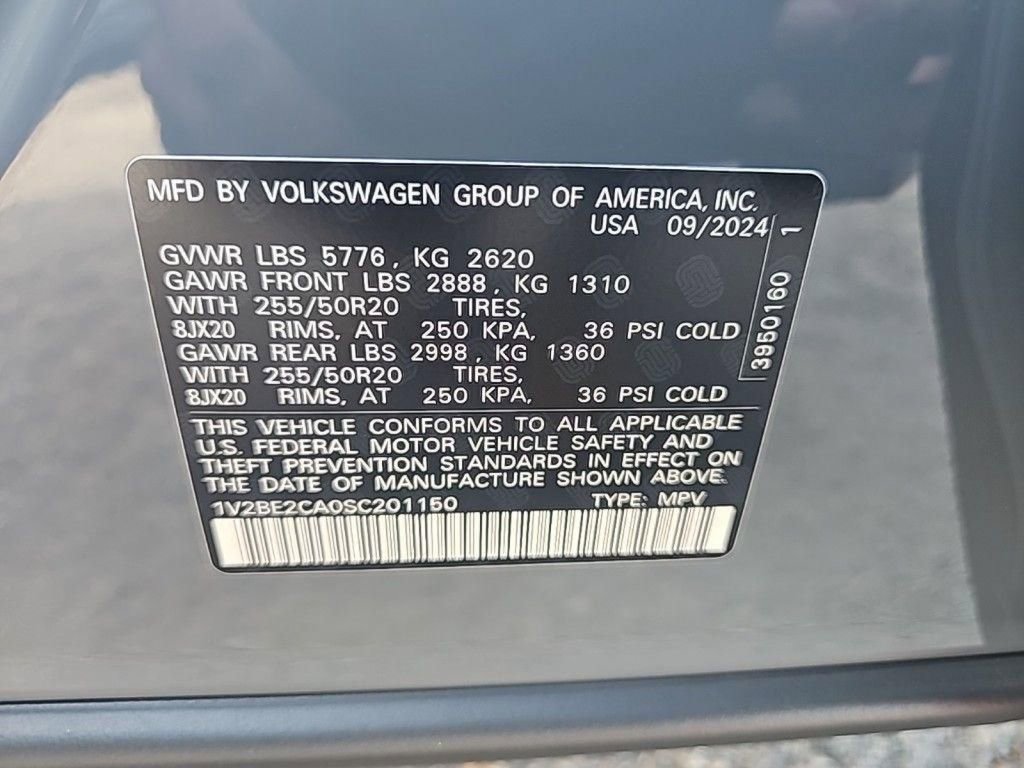 MFD BY VOLKSWAGEN GROUP OF AMERICA, INC.
USA 09/2024
GVWR LBS 5776, KG 2620
GAWR FRONT LBS 2888, KG 1310
WITH 255/50R20 TIRES,
8JX20 RIMS, AT 250 KPA, 36 PSI COLD
GAWR REAR LBS 2998, KG 1360
WITH 255/50R20 TIRES,
8JX20 RIMS, AT 250 KPA, 36 PSI COLD
3950160 1
THIS VEHICLE CONFORMS TO ALL APPLICABLE
U.S. FEDERAL MOTOR VEHICLE SAFETY AND
THEFT PREVENTION STANDARDS IN EFFECT ON
THE DATE OF MANUFACTURE SHOWN ABOVE.
1V2BE2CA0SC201150 TYPE: MPV